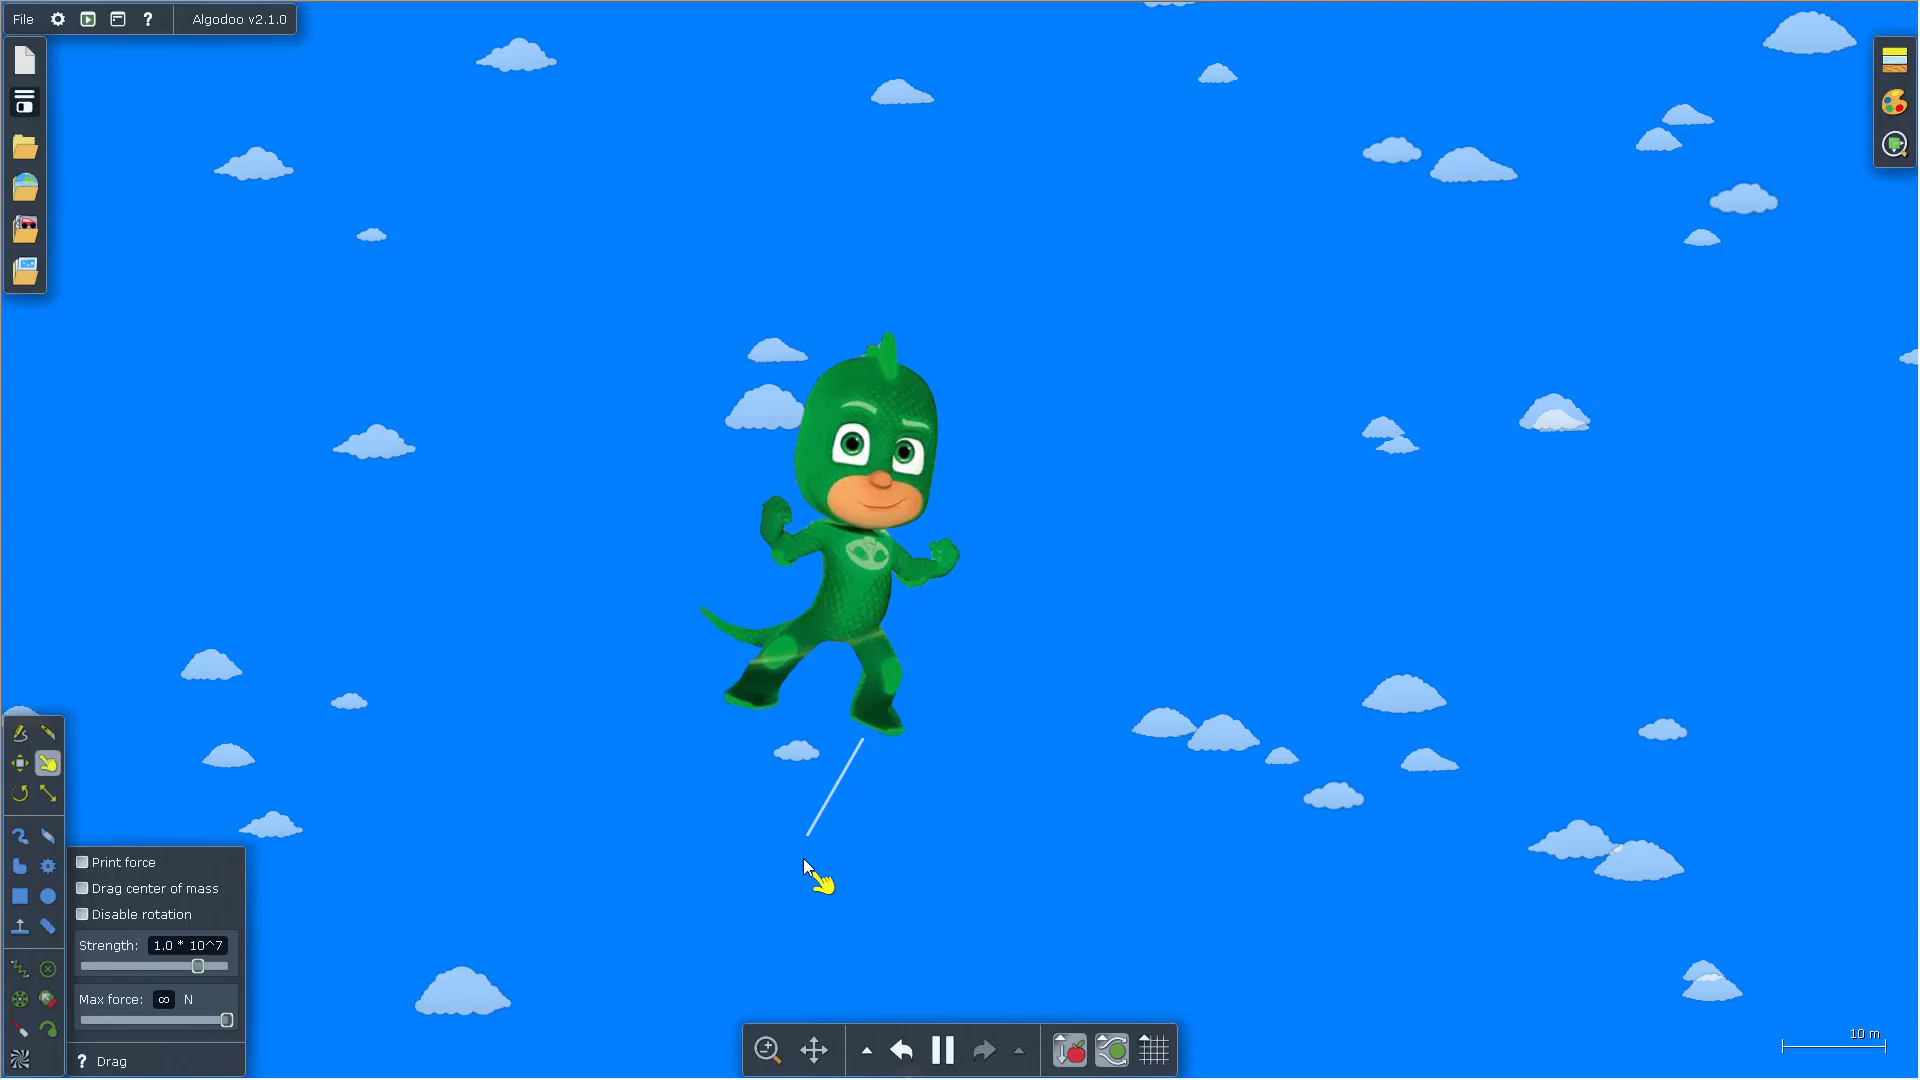 File ? Algodoo v2.1.0
Print force
Drag center of mass
Disable rotation
Strength: 1.0 * 10^7
Max force: ∞ N
? Drag
10 m